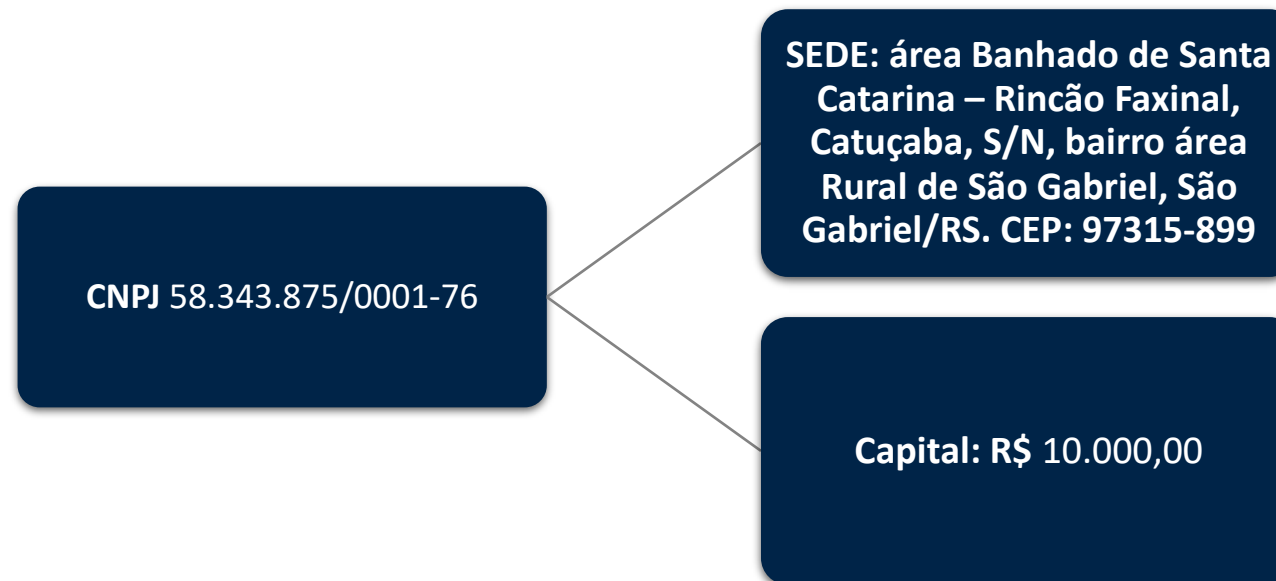 CNPJ 58.343.875/0001-76
SEDE: área Banhado de Santa
Catarina – Rincão Faxinal,
Catuçaba, S/N, bairro área
Rural de São Gabriel, São
Gabriel/RS. CEP: 97315-899
Capital: R$ 10.000,00